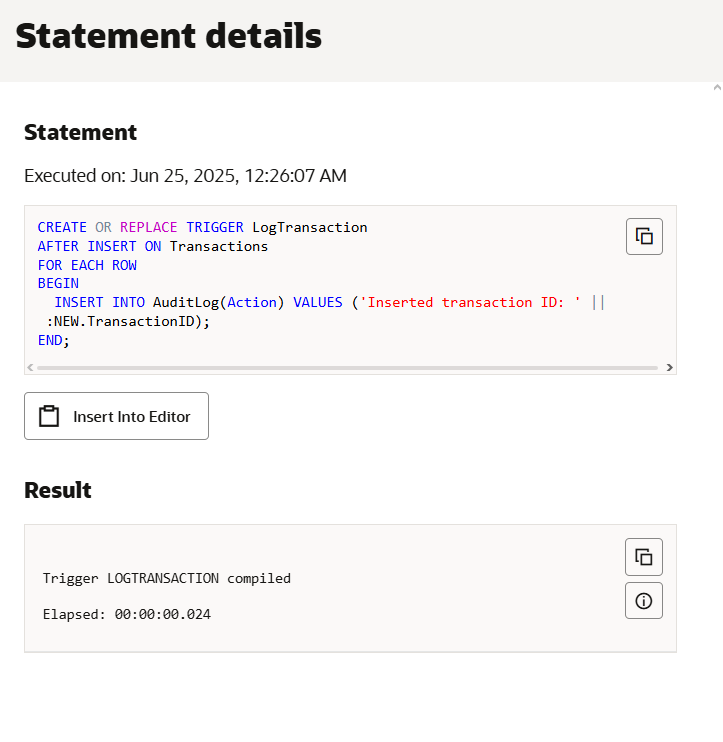 Statement details
Statement
Executed on: Jun 25, 2025, 12:26:07 AM
CREATE OR REPLACE TRIGGER LogTransaction
AFTER INSERT ON Transactions
FOR EACH ROW
BEGIN
  INSERT INTO AuditLog(Action) VALUES ('Inserted transaction ID: ' ||
 :NEW.TransactionID);
END;
Insert Into Editor
Result
Trigger LOGTRANSACTION compiled
Elapsed: 00:00:00.024